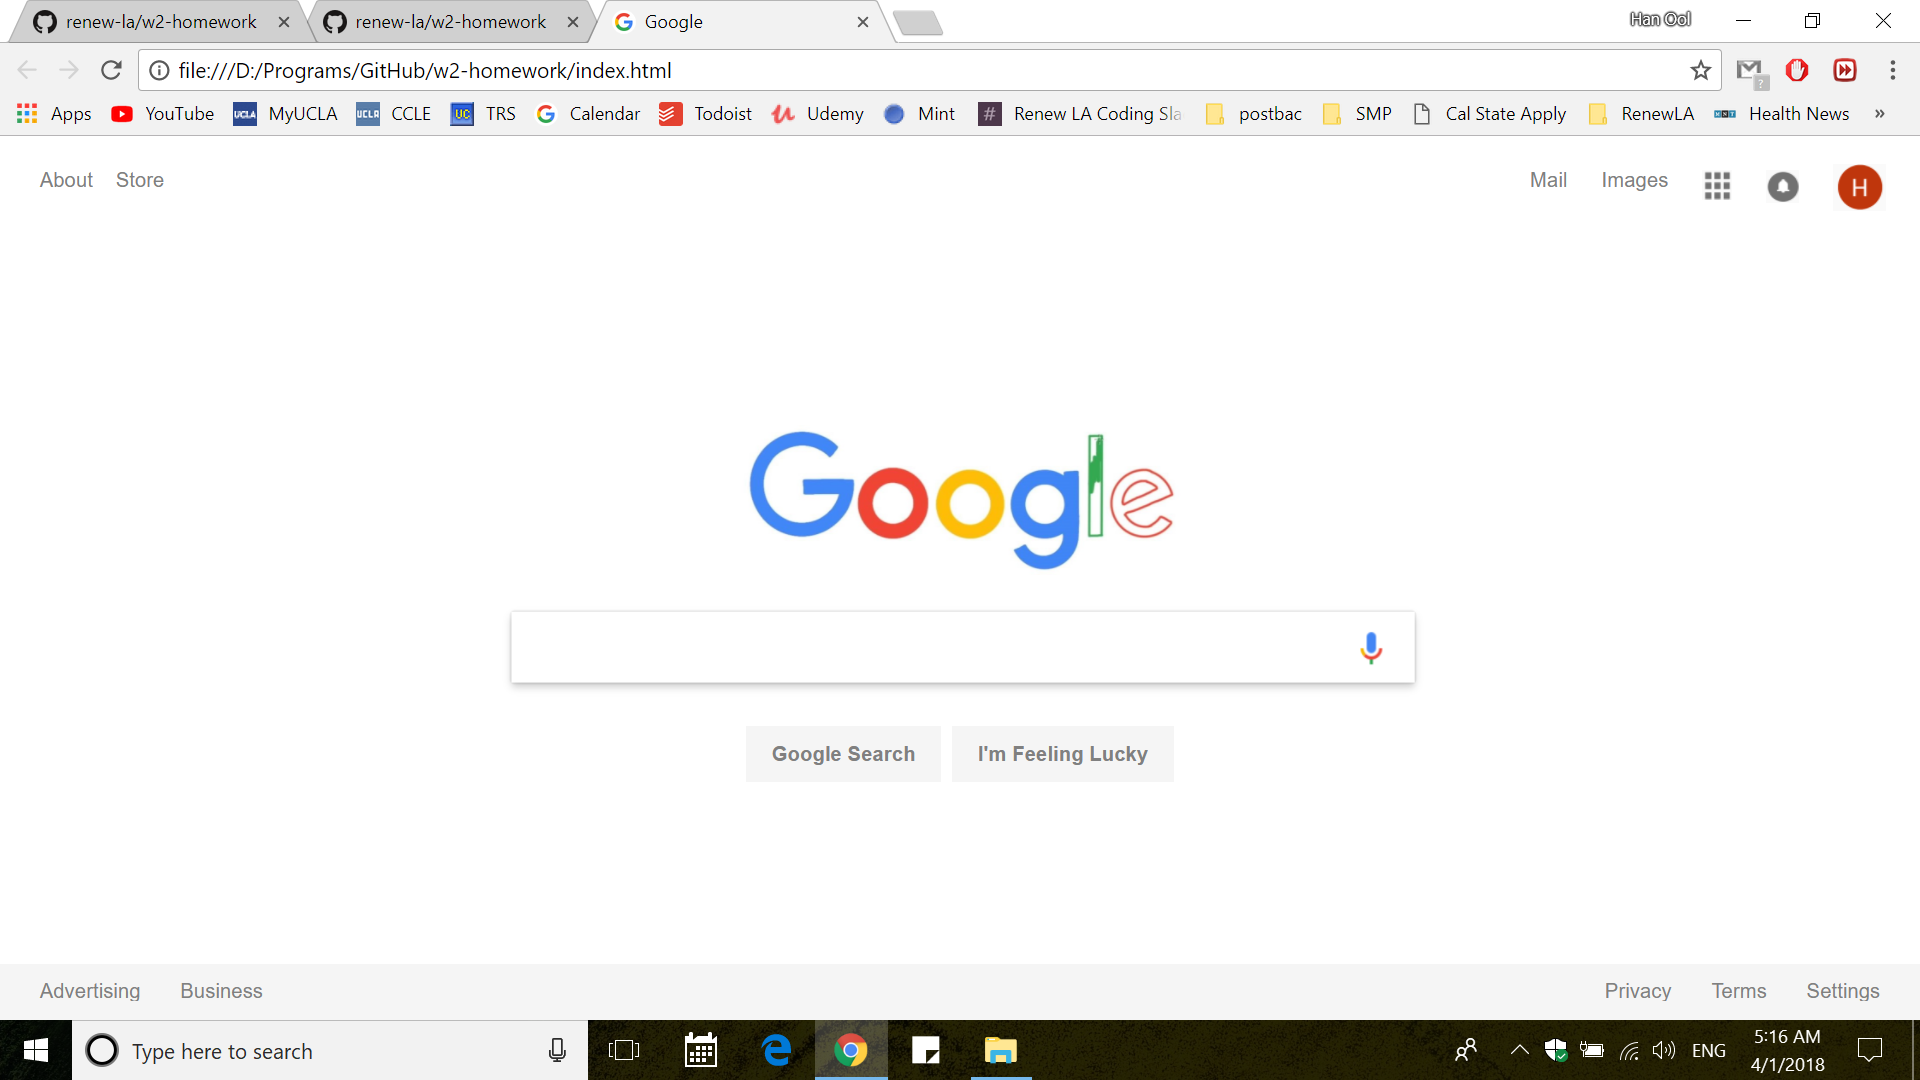 renew-la/w2-homework
renew-la/w2-homework
Google
Han Ool
file:///D:/Programs/GitHub/w2-homework/index.html
Apps
YouTube
UCLA MyUCLA
UCLA CCLE
UC TRS
Calendar
Todoist
Udemy
Mint
# Renew LA Coding Sla
postbac
SMP
Cal State Apply
RenewLA
Health News
»
About
Store
Mail
Images
H
Google
Google Search
I'm Feeling Lucky
Advertising
Business
Privacy
Terms
Settings
Type here to search
ENG
5:16 AM
4/1/2018